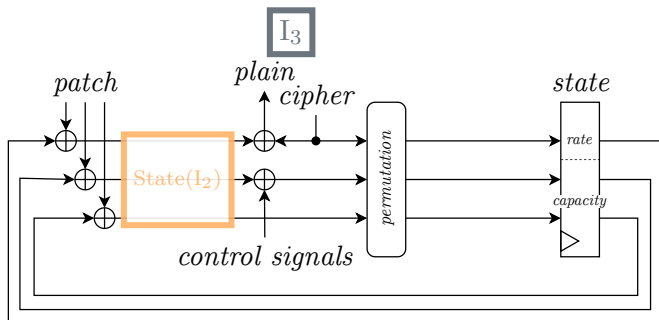 I₃
patch
plain
cipher
state
State(I₂)
permutation
rate
capacity
control signals